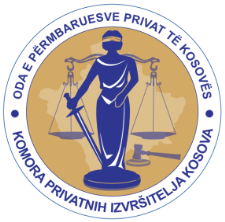 ODA E PËRMBARUESVE PRIVAT TË KOSOVËS
KOMORA PRIVATNIH IZVRŠITELJA KOSOVA